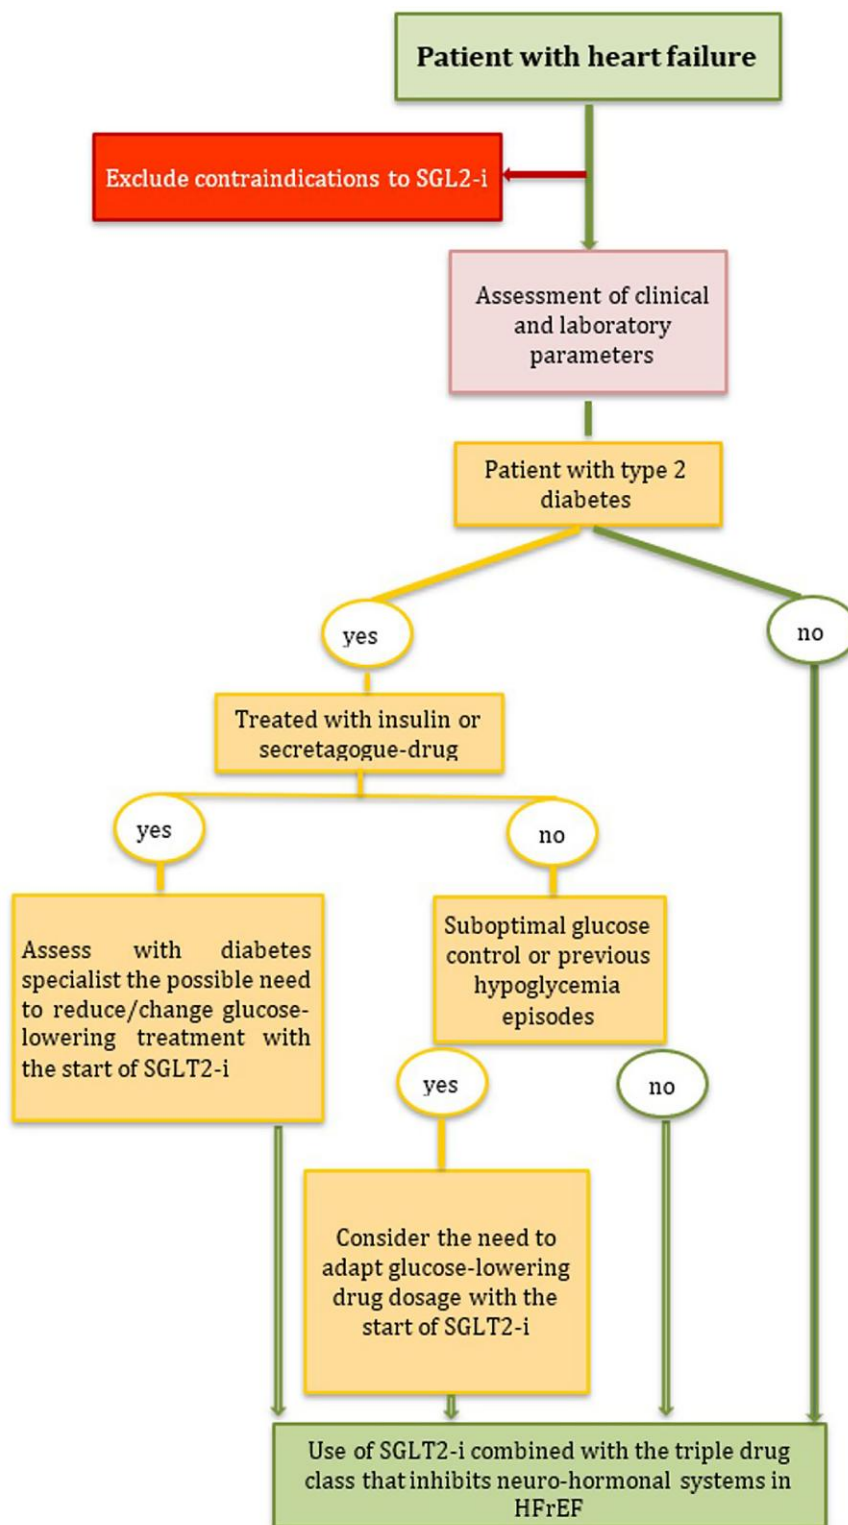 Patient with heart failure
Exclude contraindications to SGL2-i
Assessment of clinical
and laboratory
parameters
Patient with type 2
diabetes
yes
no
Treated with insulin or
secretagogue-drug
yes
no
Assess with diabetes
specialist the possible need
to reduce/change glucose-
lowering treatment with
the start of SGLT2-i
Suboptimal glucose
control or previous
hypoglycemia
episodes
yes
no
Consider the need to
adapt glucose-lowering
drug dosage with the
start of SGLT2-i
Use of SGLT2-i combined with the triple drug
class that inhibits neuro-hormonal systems in
HFrEF